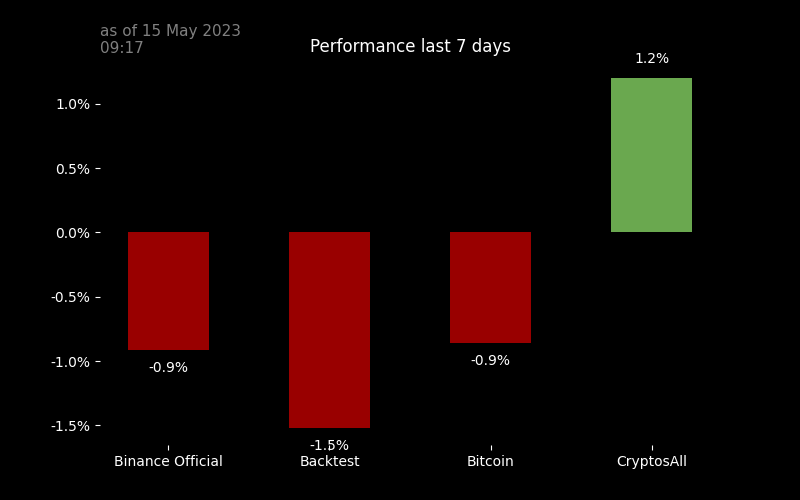 as of 15 May 2023
09:17
Performance last 7 days
1.2%
1.0%
0.5%
0.0%
-0.5%
-1.0%
-1.5%
-0.9%
-1.5%
-0.9%
Binance Official
Backtest
Bitcoin
CryptosAll